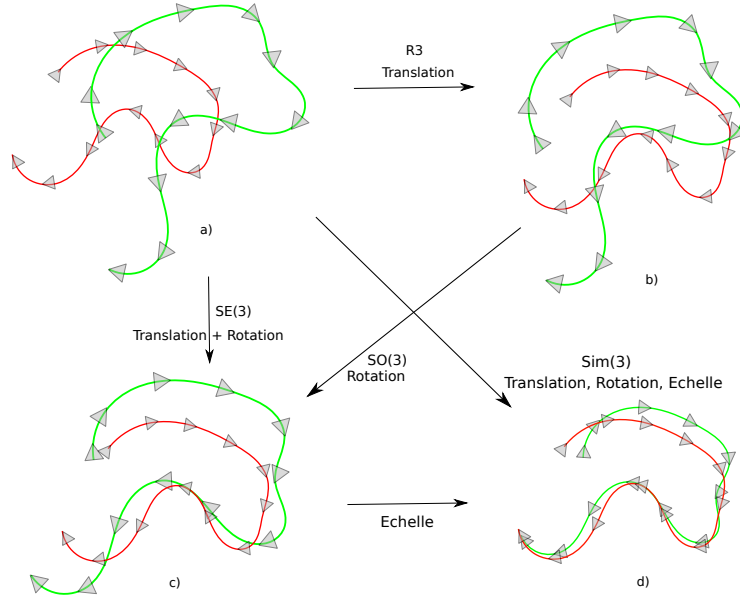 R3
Translation
a)
b)
SE(3)
Translation + Rotation
SO(3)
Rotation
Sim(3)
Translation, Rotation, Echelle
Echelle
c)
d)